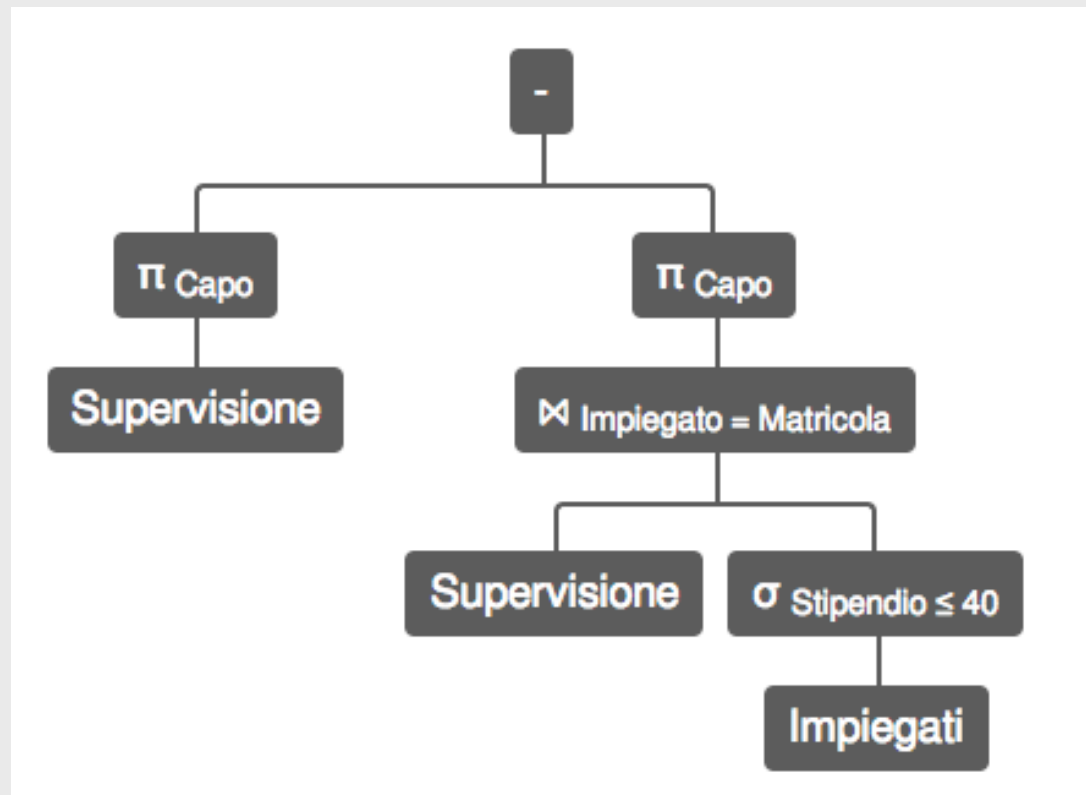 -
π Capo
π Capo
Supervisione
⋈ Impiegato = Matricola
Supervisione
σ Stipendio ≤ 40
Impiegati